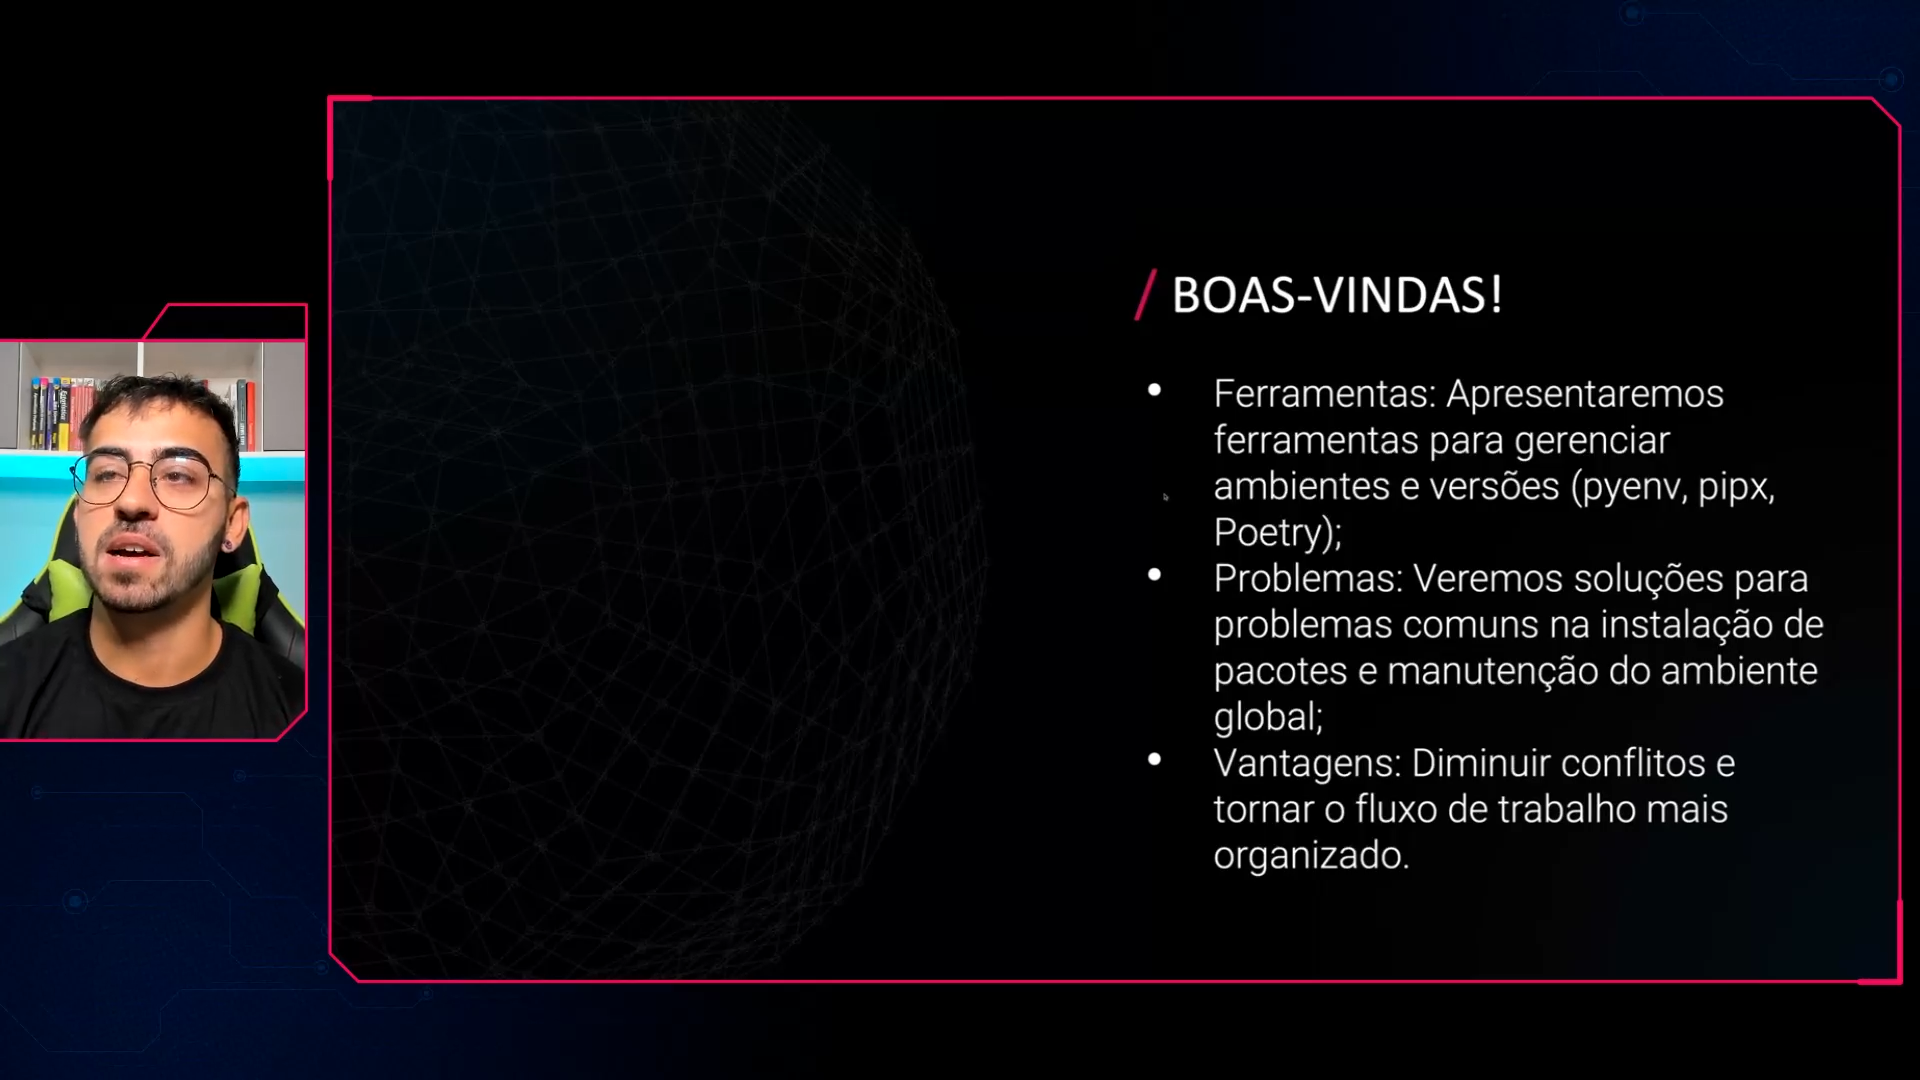 / BOAS-VINDAS!
• Ferramentas: Apresentaremos
ferramentas para gerenciar
ambientes e versões (pyenv, pipx,
Poetry);
• Problemas: Veremos soluções para
problemas comuns na instalação de
pacotes e manutenção do ambiente
global;
• Vantagens: Diminuir conflitos e
tornar o fluxo de trabalho mais
organizado.